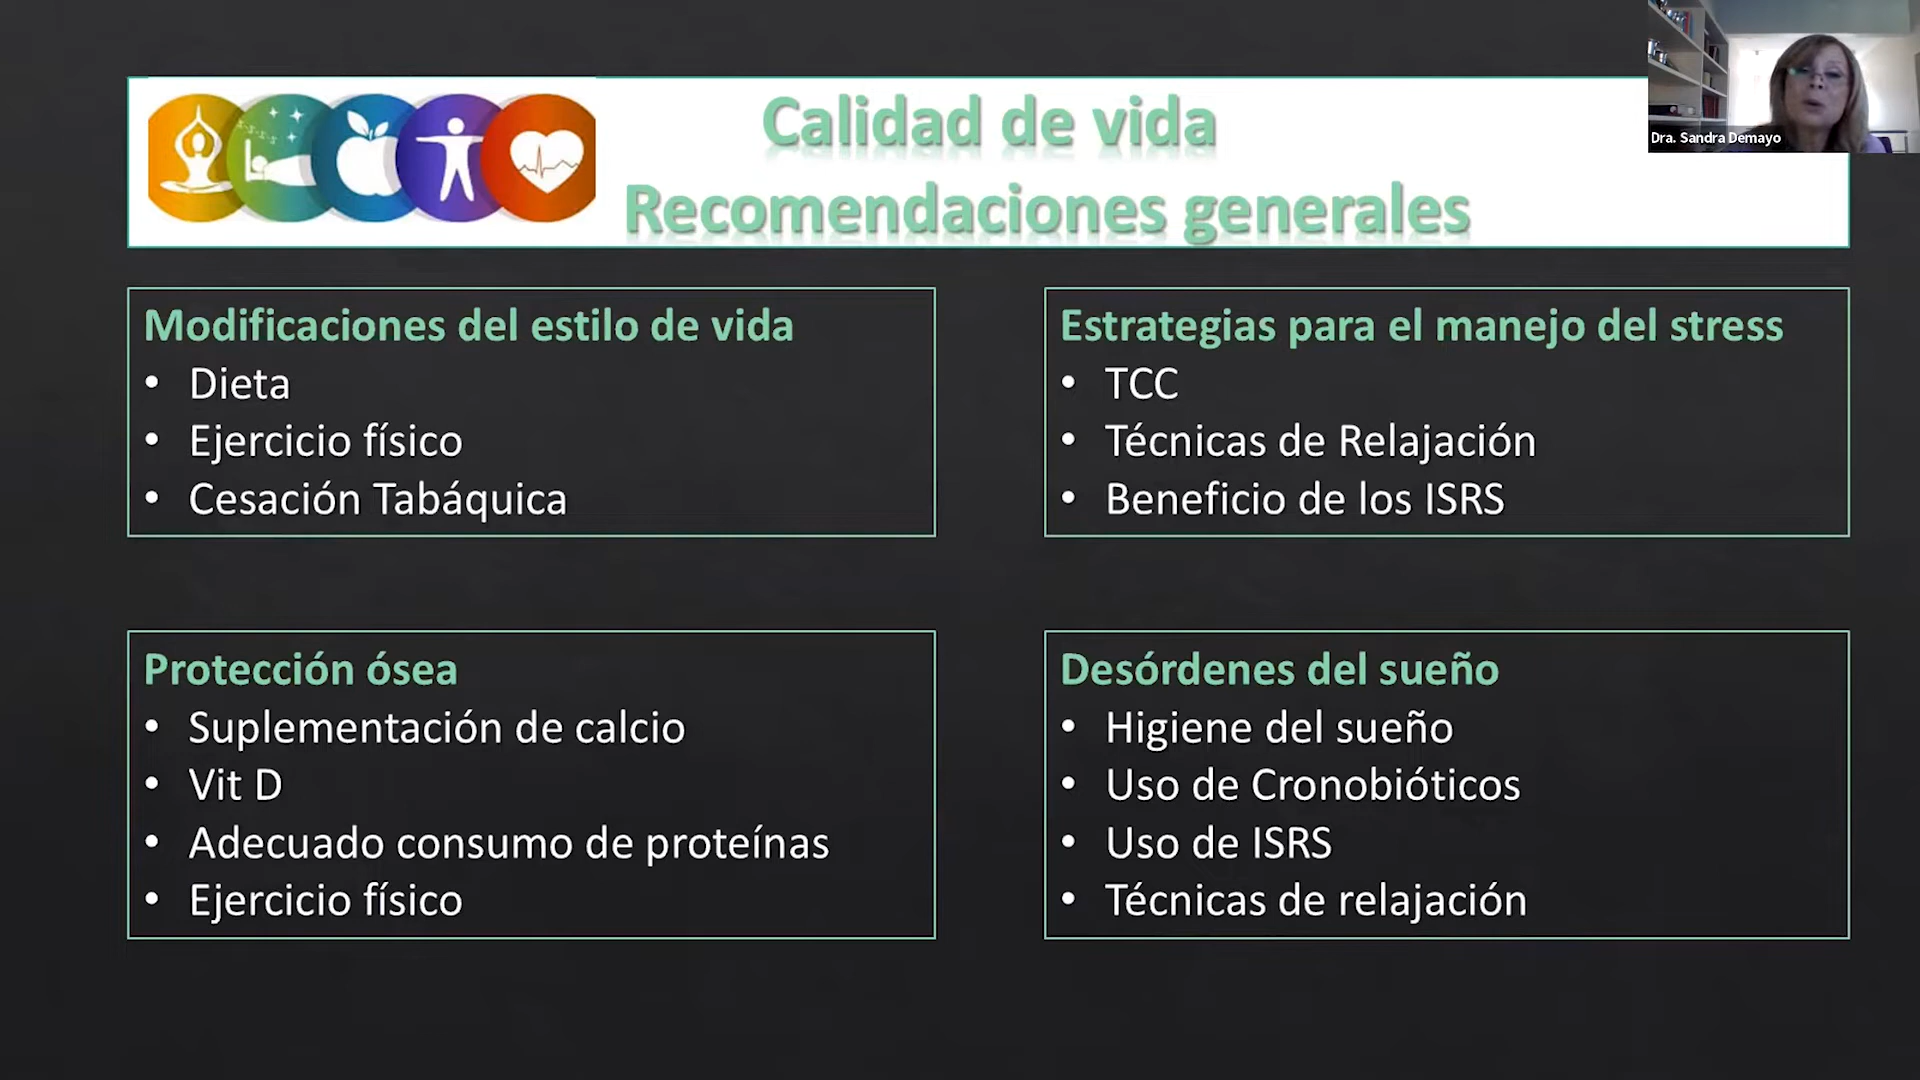 Calidad de vida
Recomendaciones generales
Dra. Sandra Demayo
Modificaciones del estilo de vida
• Dieta
• Ejercicio físico
• Cesación Tabáquica
Estrategias para el manejo del stress
• TCC
• Técnicas de Relajación
• Beneficio de los ISRS
Protección ósea
• Suplementación de calcio
• Vit D
• Adecuado consumo de proteínas
• Ejercicio físico
Desórdenes del sueño
• Higiene del sueño
• Uso de Cronobióticos
• Uso de ISRS
• Técnicas de relajación